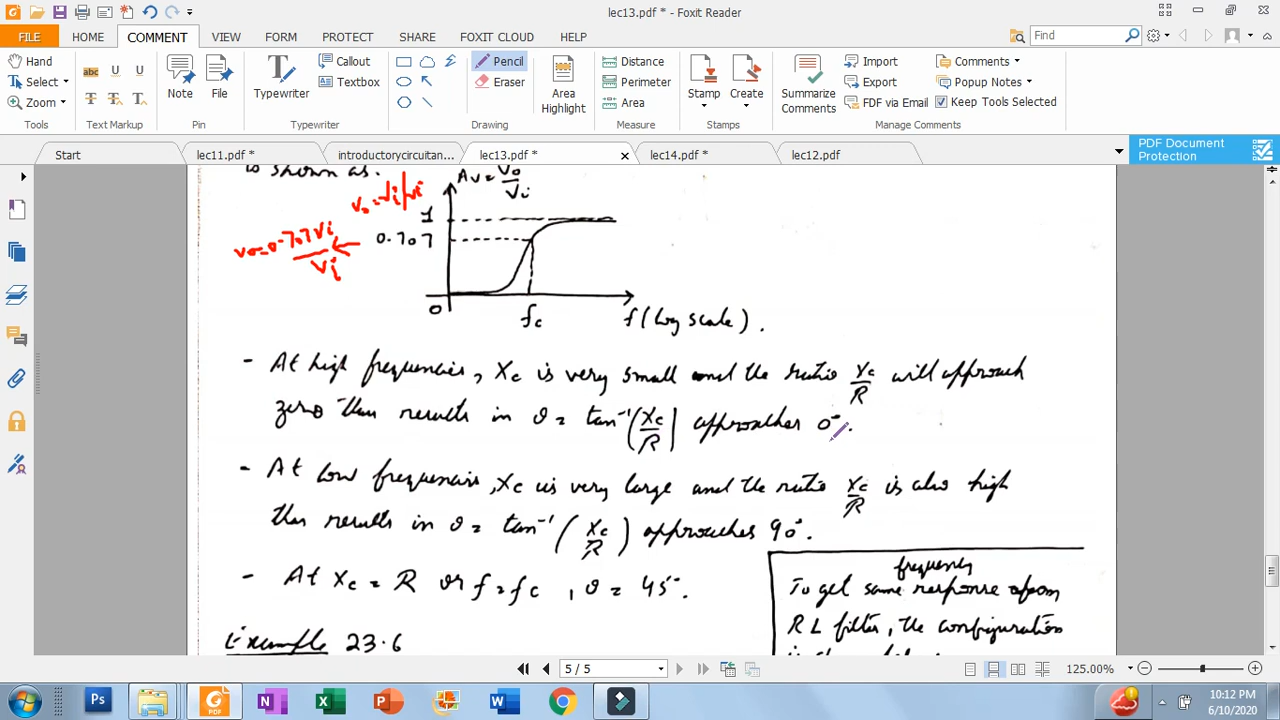 lec13.pdf * - Foxit Reader
FILE HOME COMMENT VIEW FORM PROTECT SHARE FOXIT CLOUD HELP Find
Hand Select Zoom Tools
abc U U T T T Text Markup
Note File Pin
Typewriter Callout Textbox Typewriter
Pencil Eraser Drawing
Area Highlight
Distance Perimeter Area Measure
Stamp Create Stamps
Summarize Comments Import Export FDF via Email Comments Popup Notes Keep Tools Selected Manage Comments
Start lec11.pdf * introductorycircuitan... lec13.pdf * lec14.pdf * lec12.pdf PDF Document Protection
is shown as.
Av = Vo/Vi
1
0.707
Vo = 0.707Vi / Vi
0 fc f (log scale).
- At high frequencies, Xc is very small and the ratio Xc/R will approach
zero this results in θ = tan⁻¹(Xc/R) approaches 0°.
- At low frequencies, Xc is very large and the ratio Xc/R is also high
this results in θ = tan⁻¹(Xc/R) approaches 90°.
- At Xc = R or f = fc, θ = 45°.
Example 23.6
frequency
To get same response from
RL filter, the configuration
5 / 5 125.00%
10:12 PM
6/10/2020